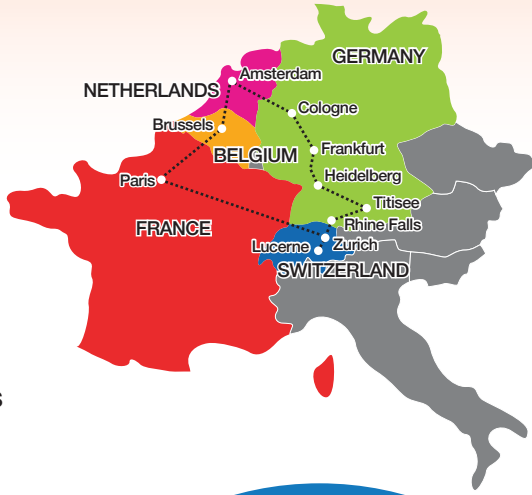 GERMANY
Amsterdam
NETHERLANDS
Cologne
Brussels
Frankfurt
BELGIUM
Heidelberg
Paris
Titisee
Rhine Falls
FRANCE
Lucerne
Zurich
SWITZERLAND
s